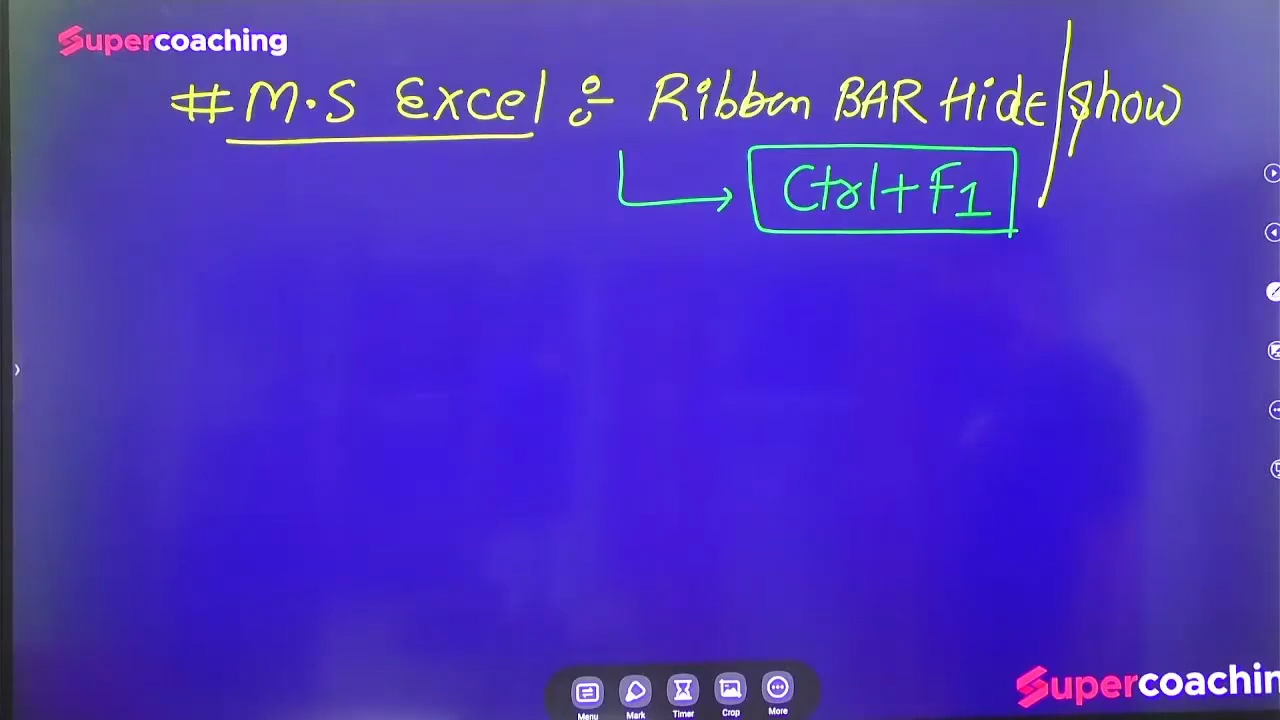 Supercoaching
# M.S Excel :- Ribbon BAR Hide/Show
Ctrl+F1
Menu Mark Timer Crop More
Supercoachin